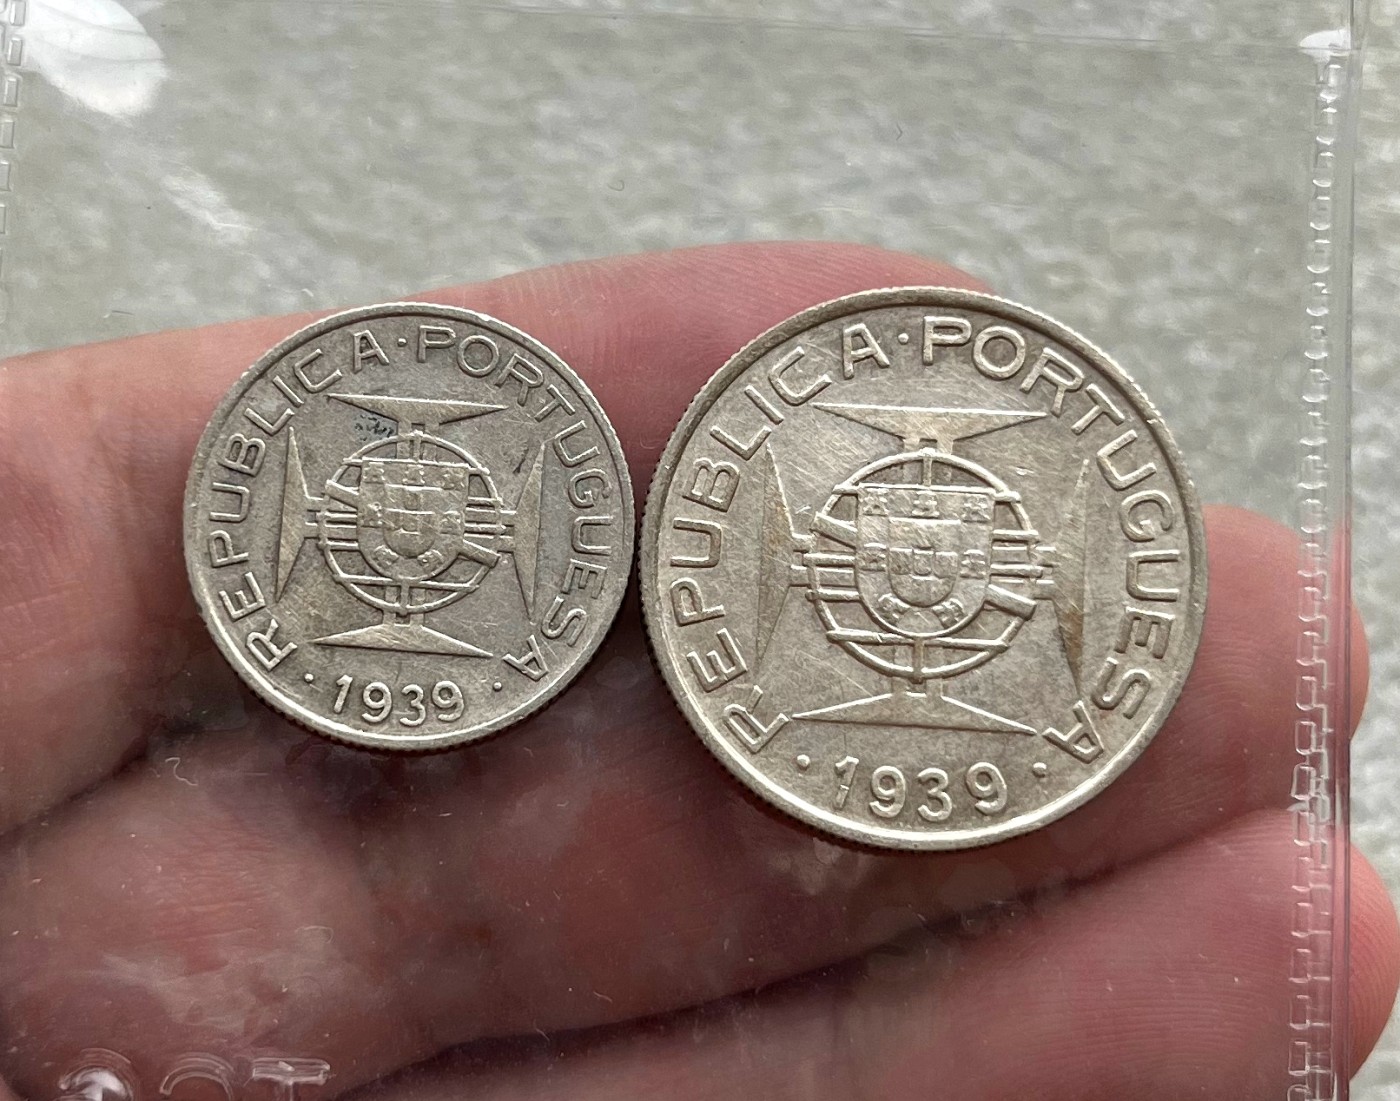 REPUBLICA · PORTUGUESA
· 1939 ·
REPUBLICA · PORTUGUESA
· 1939 ·